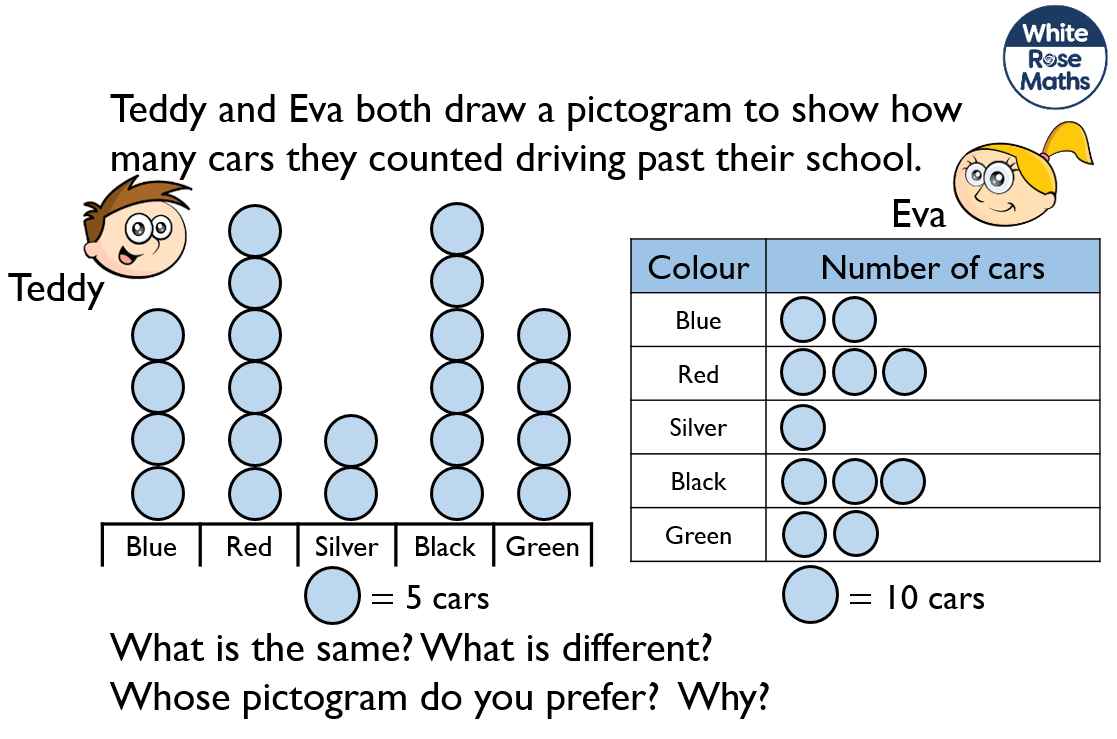 White
Rose
Maths
Teddy and Eva both draw a pictogram to show how
many cars they counted driving past their school.
Eva
Teddy
Blue Red Silver Black Green
= 5 cars
Colour Number of cars
Blue
Red
Silver
Black
Green
= 10 cars
What is the same? What is different?
Whose pictogram do you prefer? Why?